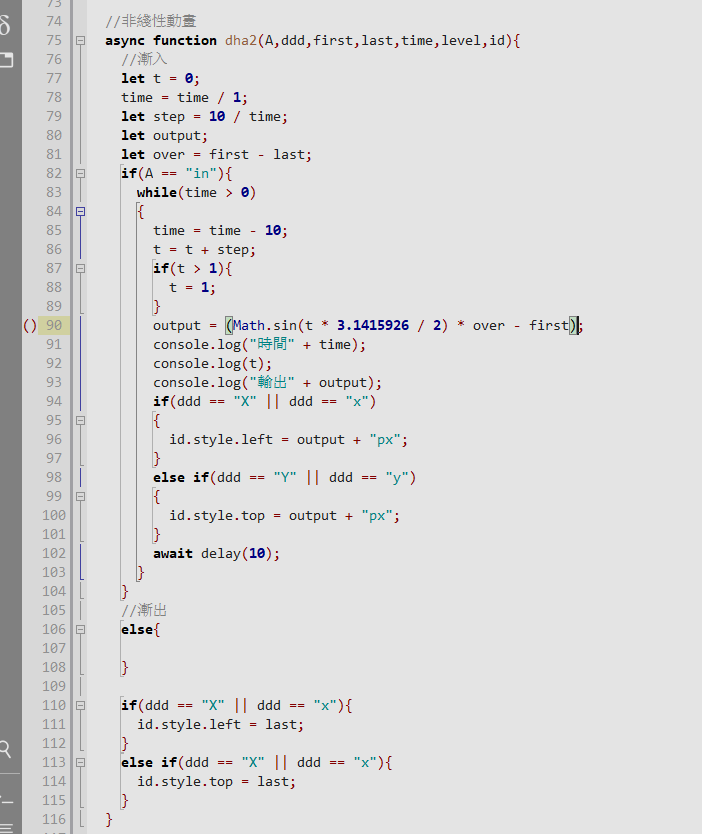 73
74 //非綫性動畫
75 async function dha2(A,ddd,first,last,time,level,id){
76 //漸入
77 let t = 0;
78 time = time / 1;
79 let step = 10 / time;
80 let output;
81 let over = first - last;
82 if(A == "in"){
83 while(time > 0)
84 {
85 time = time - 10;
86 t = t + step;
87 if(t > 1){
88 t = 1;
89 }
90 output = (Math.sin(t * 3.1415926 / 2) * over - first);
91 console.log("時間" + time);
92 console.log(t);
93 console.log("輸出" + output);
94 if(ddd == "X" || ddd == "x")
95 {
96 id.style.left = output + "px";
97 }
98 else if(ddd == "Y" || ddd == "y")
99 {
100 id.style.top = output + "px";
101 }
102 await delay(10);
103 }
104 }
105 //漸出
106 else{
107
108 }
109
110 if(ddd == "X" || ddd == "x"){
111 id.style.left = last;
112 }
113 else if(ddd == "X" || ddd == "x"){
114 id.style.top = last;
115 }
116 }